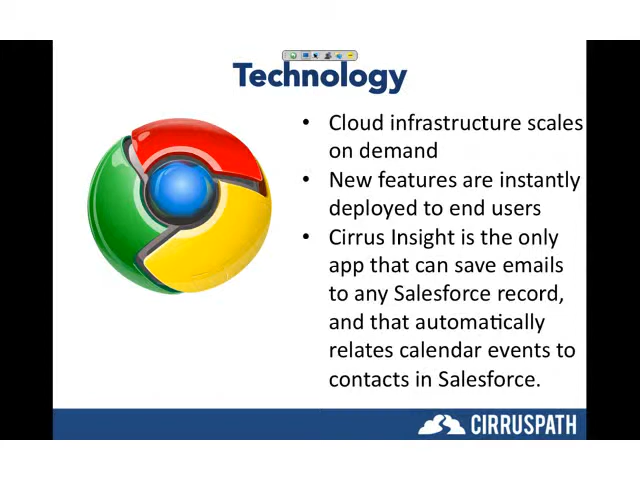 Technology
• Cloud infrastructure scales
on demand
• New features are instantly
deployed to end users
• Cirrus Insight is the only
app that can save emails
to any Salesforce record,
and that automatically
relates calendar events to
contacts in Salesforce.
CIRRUSPATH